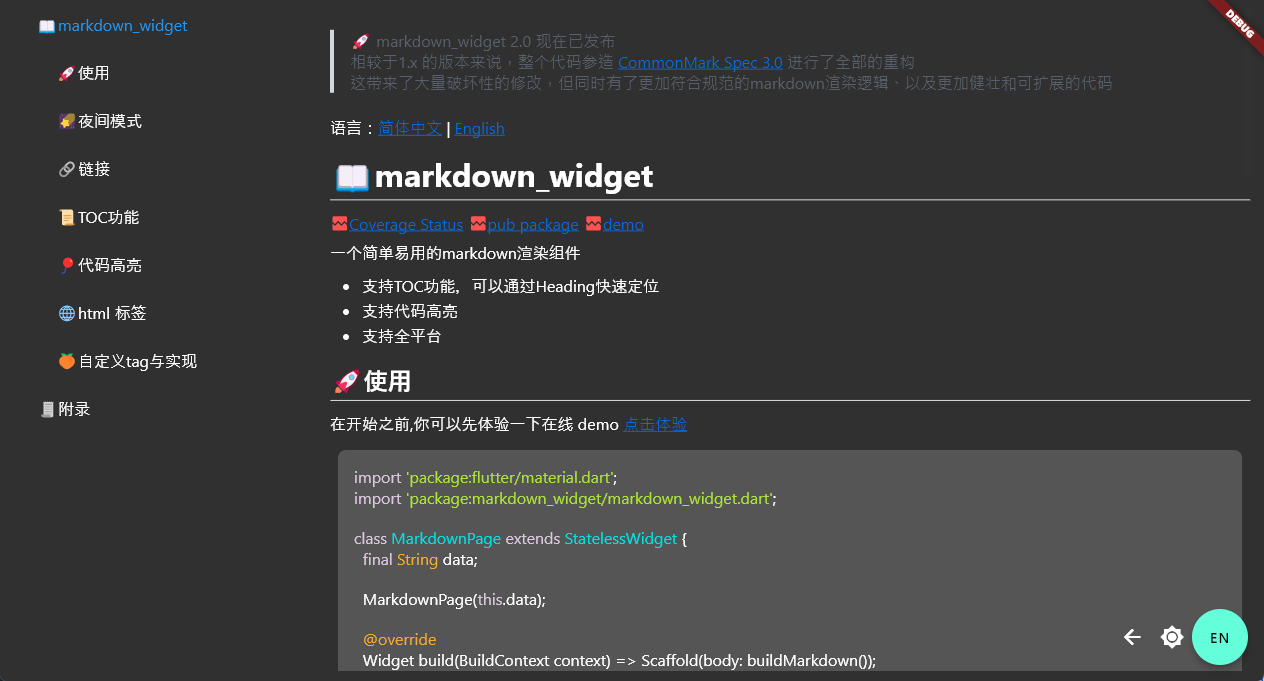 📖markdown_widget
🚀使用
🌠夜间模式
🔗链接
📜TOC功能
🎈代码高亮
🌐html 标签
🍊自定义tag与实现
🧾附录
🚀 markdown_widget 2.0 现在已发布
相较于1.x 的版本来说，整个代码参造 CommonMark Spec 3.0 进行了全部的重构
这带来了大量破坏性的修改，但同时有了更加符合规范的markdown渲染逻辑、以及更加健壮和可扩展的代码
语言：简体中文 | English
📖markdown_widget
Coverage Status pub package demo
一个简单易用的markdown渲染组件
• 支持TOC功能，可以通过Heading快速定位
• 支持代码高亮
• 支持全平台
🚀使用
在开始之前,你可以先体验一下在线 demo 点击体验
import 'package:flutter/material.dart';
import 'package:markdown_widget/markdown_widget.dart';
class MarkdownPage extends StatelessWidget {
final String data;
MarkdownPage(this.data);
@override
Widget build(BuildContext context) => Scaffold(body: buildMarkdown());
DEBUG
EN